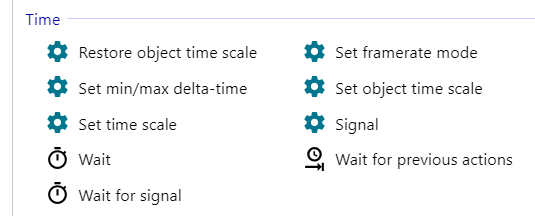 Time
Restore object time scale
Set framerate mode
Set min/max delta-time
Set object time scale
Set time scale
Signal
Wait
Wait for previous actions
Wait for signal